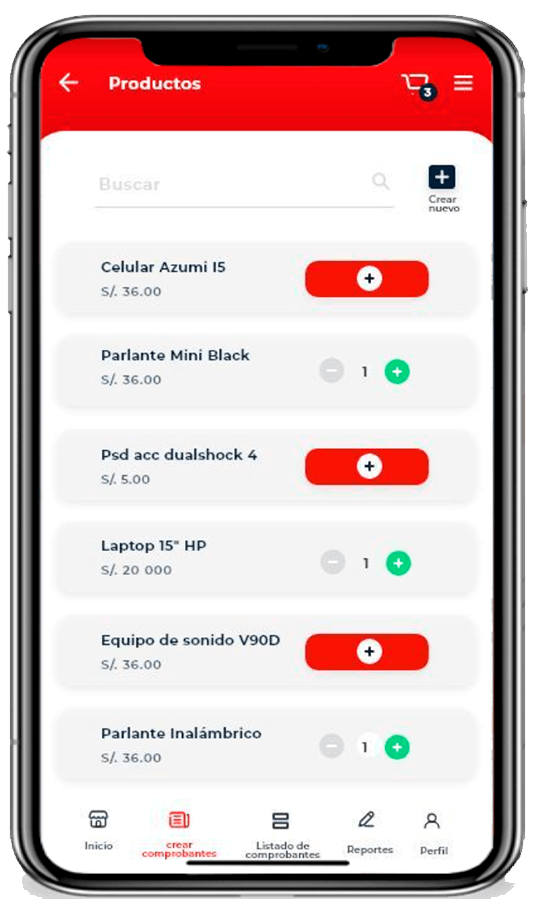 Productos
3
Buscar
Crear
nuevo
Celular Azumi I5
S/. 36.00
Parlante Mini Black
S/. 36.00
1
Psd acc dualshock 4
S/. 5.00
Laptop 15" HP
S/. 20 000
1
Equipo de sonido V90D
S/. 36.00
Parlante Inalámbrico
S/. 36.00
1
Inicio
crear
comprobantes
Listado de
comprobantes
Reportes
Perfil